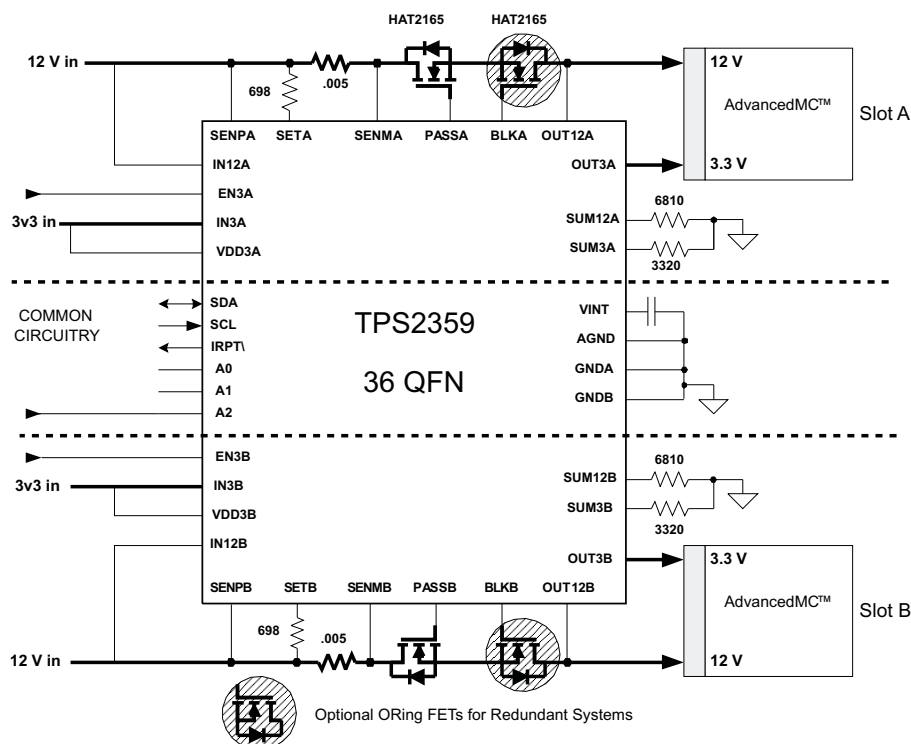 HAT2165 HAT2165
12 V in
698
.005
12 V
AdvancedMC™
3.3 V
Slot A
SENPA SETA SENMA PASSA BLKA OUT12A
IN12A
OUT3A
EN3A
3v3 in
IN3A
VDD3A
SUM12A
6810
SUM3A
3320
COMMON
CIRCUITRY
SDA
SCL
IRPT\
A0
A1
A2
TPS2359
36 QFN
VINT
AGND
GNDA
GNDB
EN3B
3v3 in
IN3B
VDD3B
IN12B
SUM12B
6810
SUM3B
3320
OUT3B
SENPB SETB SENMB PASSB BLKB OUT12B
3.3 V
AdvancedMC™
12 V
Slot B
698
.005
12 V in
Optional ORing FETs for Redundant Systems